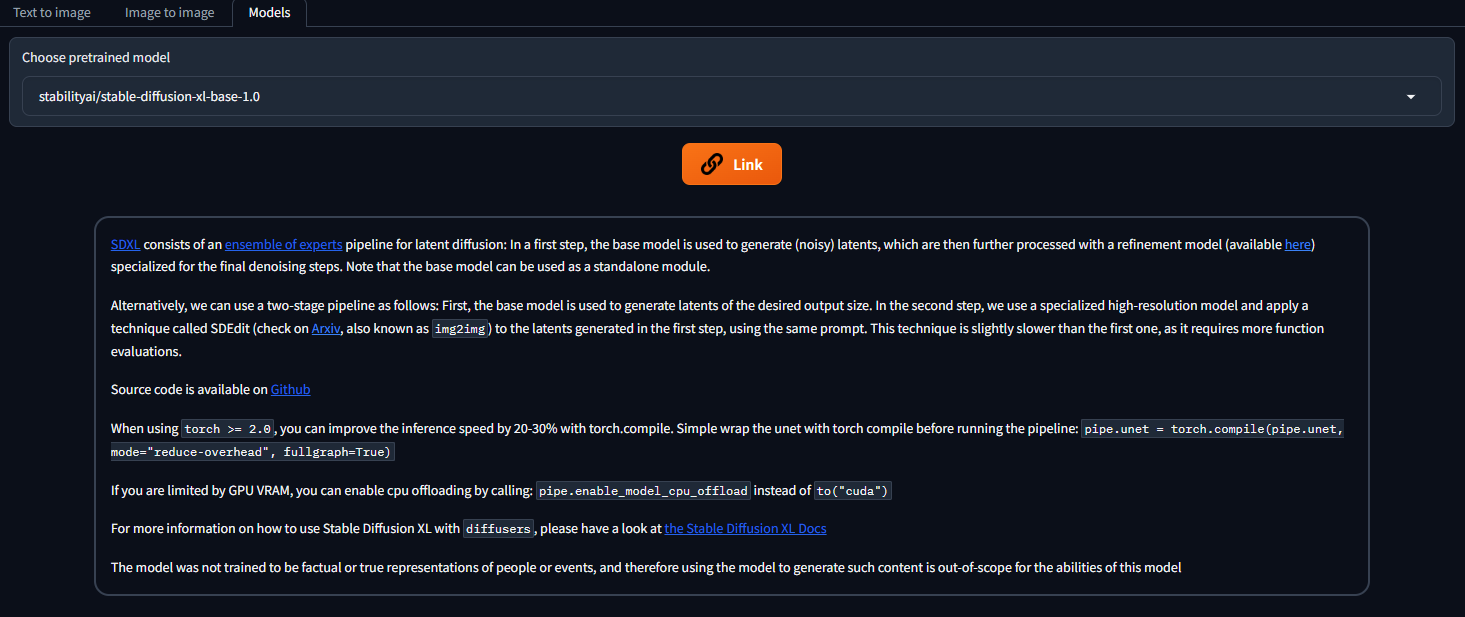 Text to image Image to image Models
Choose pretrained model
stabilityai/stable-diffusion-xl-base-1.0
Link
SDXL consists of an ensemble of experts pipeline for latent diffusion: In a first step, the base model is used to generate (noisy) latents, which are then further processed with a refinement model (available here)
specialized for the final denoising steps. Note that the base model can be used as a standalone module.
Alternatively, we can use a two-stage pipeline as follows: First, the base model is used to generate latents of the desired output size. In the second step, we use a specialized high-resolution model and apply a
technique called SDEdit (check on Arxiv, also known as img2img) to the latents generated in the first step, using the same prompt. This technique is slightly slower than the first one, as it requires more function
evaluations.
Source code is available on Github
When using torch >= 2.0, you can improve the inference speed by 20-30% with torch.compile. Simple wrap the unet with torch compile before running the pipeline: pipe.unet = torch.compile(pipe.unet,
mode="reduce-overhead", fullgraph=True)
If you are limited by GPU VRAM, you can enable cpu offloading by calling: pipe.enable_model_cpu_offload instead of to("cuda")
For more information on how to use Stable Diffusion XL with diffusers, please have a look at the Stable Diffusion XL Docs
The model was not trained to be factual or true representations of people or events, and therefore using the model to generate such content is out-of-scope for the abilities of this model